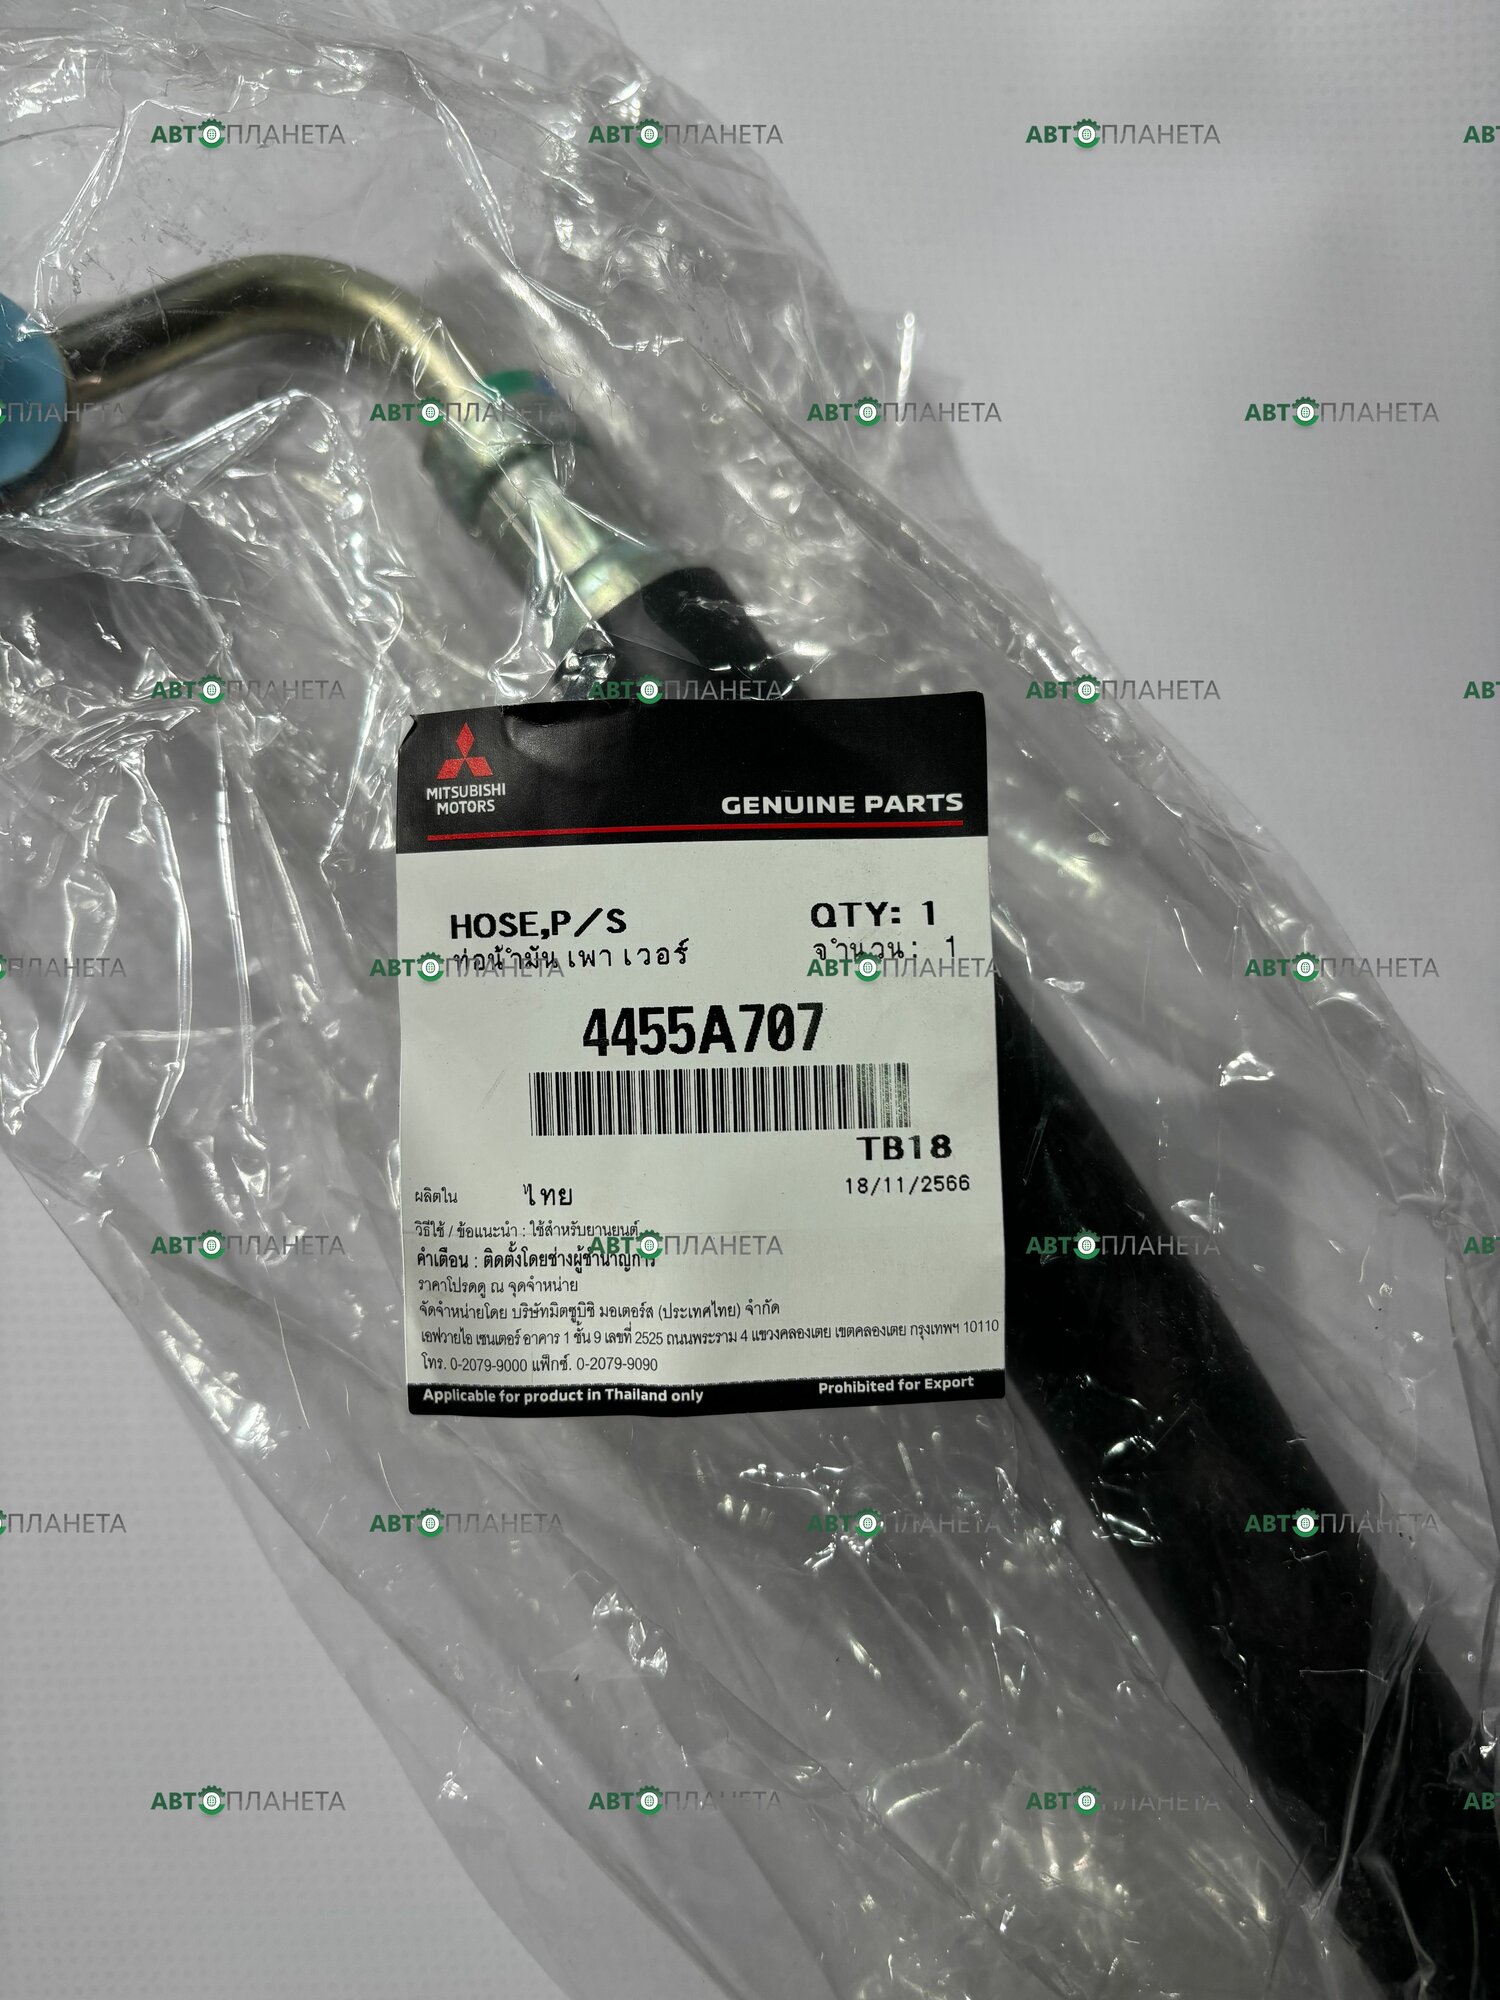 MITSUBISHI
MOTORS
GENUINE PARTS
HOSE,P/S
QTY: 1
ท่อน้ำมันเพาเวอร์
จำนวน: 1
4455A707
TB18
ผลิตใน ไทย
18/11/2566
วิธีใช้ / ข้อแนะนำ : ใช้สำหรับยานยนต์
คำเตือน : ติดตั้งโดยช่างผู้ชำนาญการ
ราคาโปรดดู ณ จุดจำหน่าย
จัดจำหน่ายโดย บริษัทมิตซูบิชิ มอเตอร์ส (ประเทศไทย) จำกัด
เอฟวายไอ เซนเตอร์ อาคาร 1 ชั้น 9 เลขที่ 2525 ถนนพระราม 4 แขวงคลองเตย เขตคลองเตย กรุงเทพฯ 10110
โทร. 0-2079-9000 แฟ็กซ์. 0-2079-9090
Applicable for product in Thailand only
Prohibited for Export
АВТОПЛАНЕТА